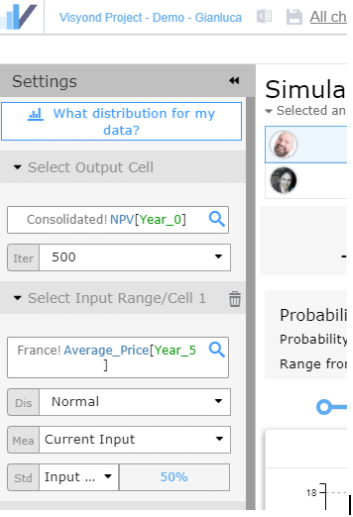 Visyond Project - Demo - Gianluca
All ch
Settings
What distribution for my
data?
Select Output Cell
Consolidated! NPV[Year_0]
Iter 500
Select Input Range/Cell 1
France! Average_Price[Year_5
]
Dis Normal
Mea Current Input
Std Input ... 50%
Simula
Selected an
-
Probabili
Probability
Range from
18